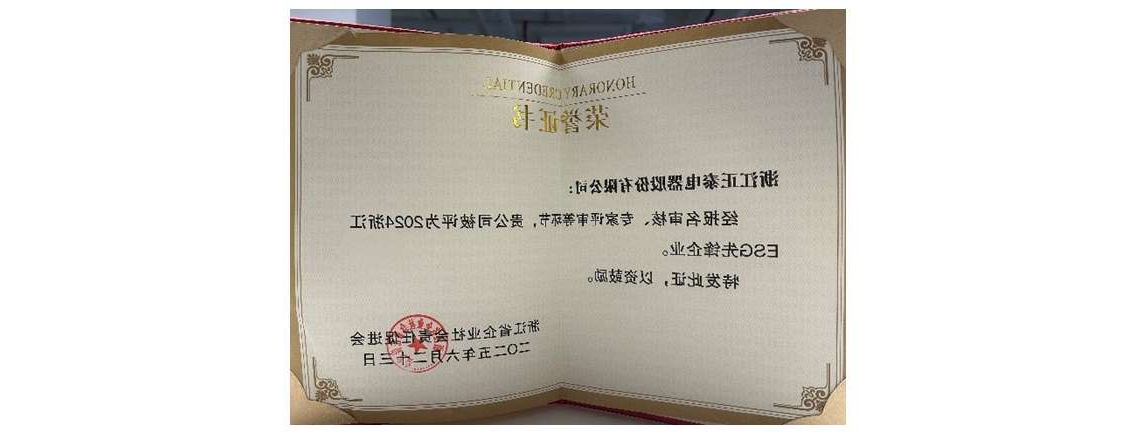 HONORARY CREDENTIAL
荣誉证书
浙江正泰电器股份有限公司：
经报名审核、专家评审等环节，贵公司被评为2024浙江
ESG先锋企业。
特发此证，以资鼓励。
浙江省企业社会责任促进会
二〇二五年六月二十三日